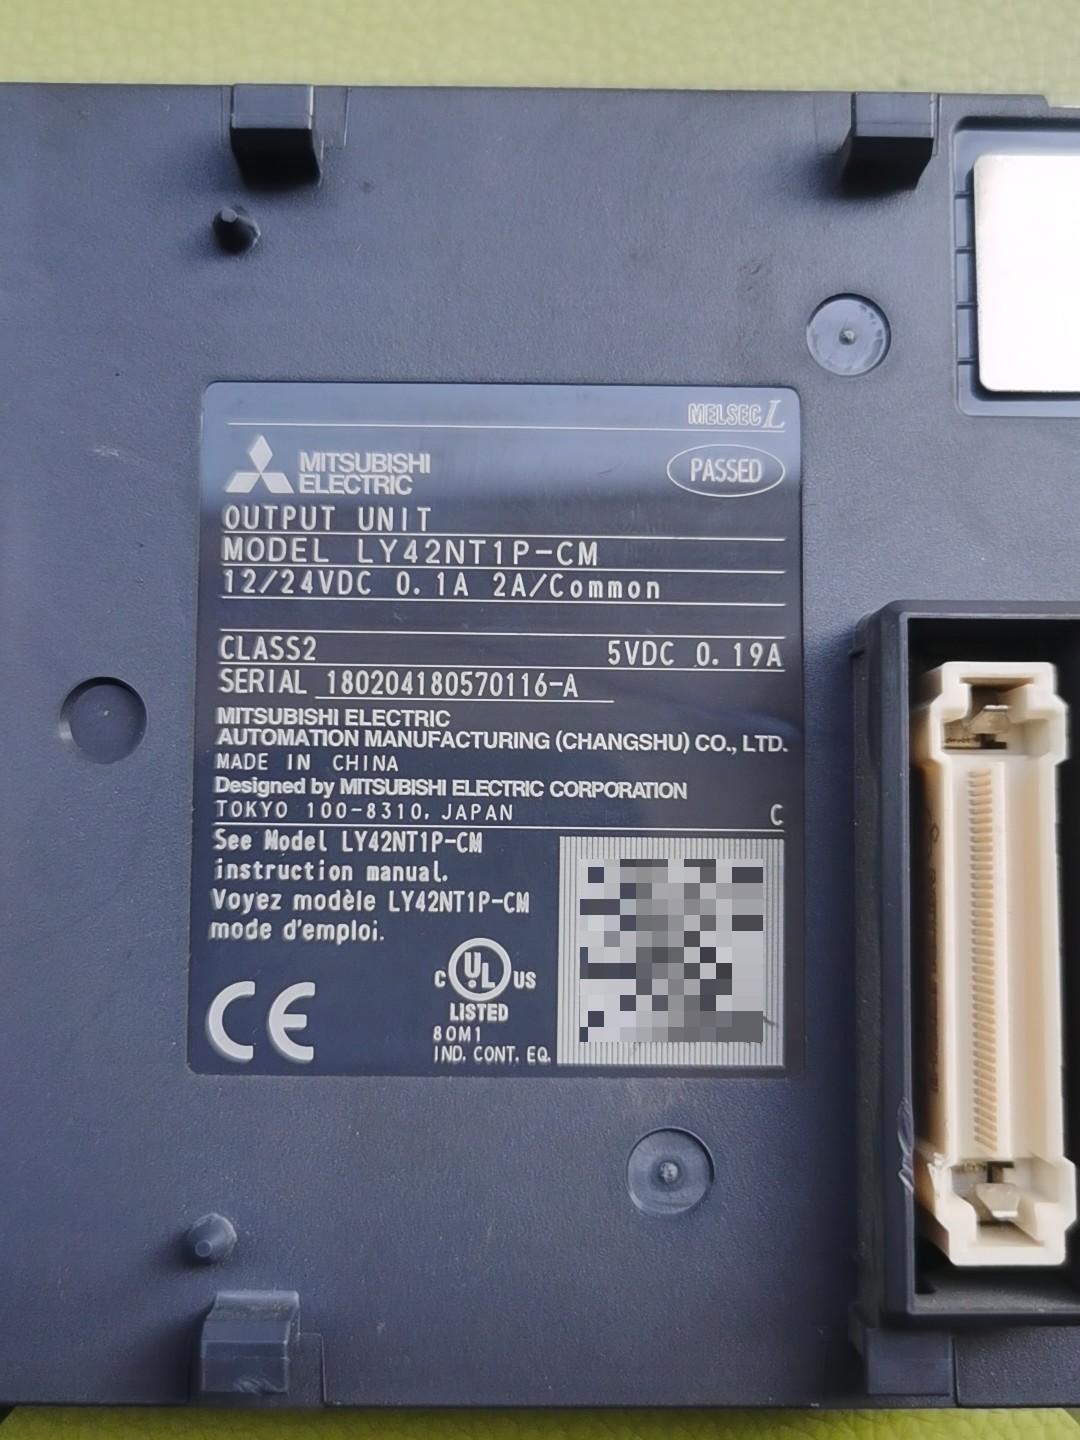 MELSEC L
MITSUBISHI
ELECTRIC
PASSED
OUTPUT UNIT
MODEL LY42NT1P-CM
12/24VDC 0.1A 2A/Common
CLASS2 5VDC 0.19A
SERIAL 180204180570116-A
MITSUBISHI ELECTRIC
AUTOMATION MANUFACTURING (CHANGSHU) CO., LTD.
MADE IN CHINA
Designed by MITSUBISHI ELECTRIC CORPORATION
TOKYO 100-8310, JAPAN C
See Model LY42NT1P-CM
instruction manual.
Voyez modèle LY42NT1P-CM
mode d'emploi.
C UL US
LISTED
80M1
IND. CONT. EQ.
CE